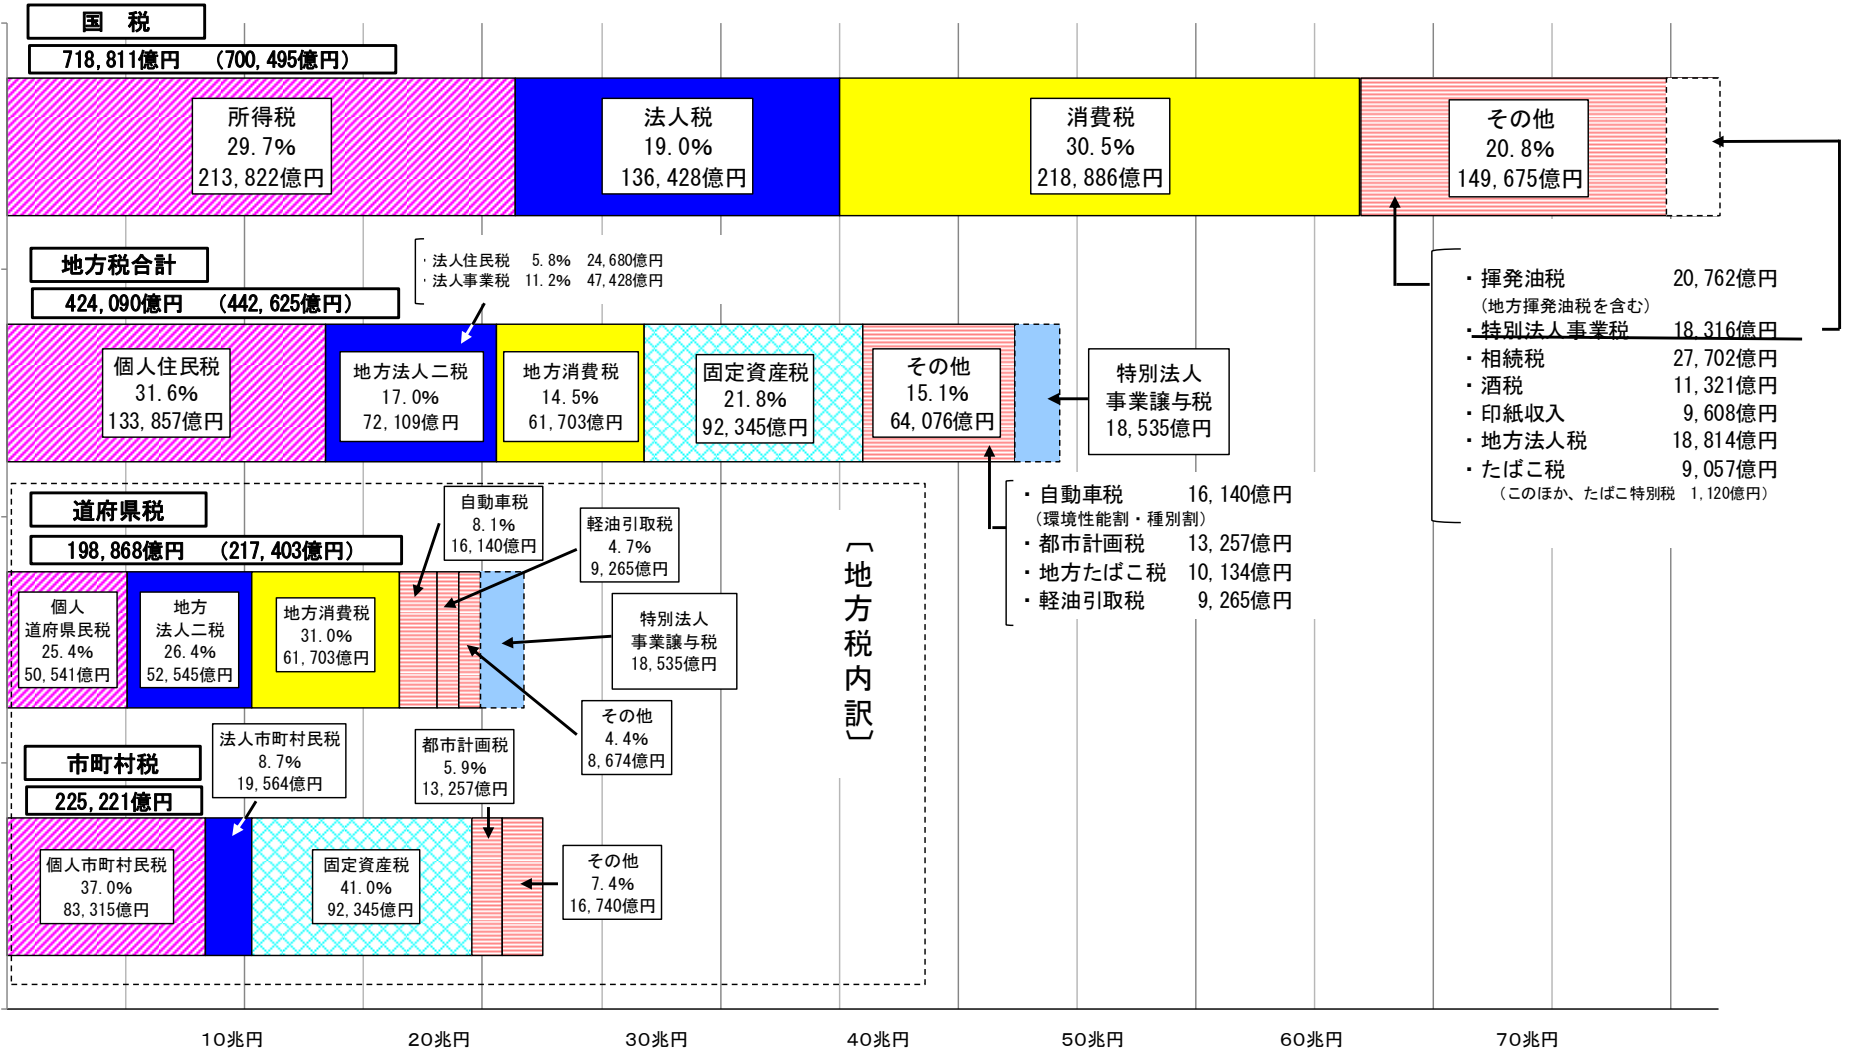 国　税
718,811億円　（700,495億円）
所得税
29.7%
213,822億円
法人税
19.0%
136,428億円
消費税
30.5%
218,886億円
その他
20.8%
149,675億円
・揮発油税　20,762億円
（地方揮発油税を含む）
・特別法人事業税　18,316億円
・相続税　27,702億円
・酒税　11,321億円
・印紙収入　9,608億円
・地方法人税　18,814億円
・たばこ税　9,057億円
（このほか、たばこ特別税　1,120億円）
地方税合計
424,090億円　（442,625億円）
・法人住民税　5.8%　24,680億円
・法人事業税　11.2%　47,428億円
個人住民税
31.6%
133,857億円
地方法人二税
17.0%
72,109億円
地方消費税
14.5%
61,703億円
固定資産税
21.8%
92,345億円
その他
15.1%
64,076億円
特別法人
事業譲与税
18,535億円
・自動車税　16,140億円
（環境性能割・種別割）
・都市計画税　13,257億円
・地方たばこ税　10,134億円
・軽油引取税　9,265億円
道府県税
198,868億円　（217,403億円）
個人
道府県民税
25.4%
50,541億円
地方
法人二税
26.4%
52,545億円
地方消費税
31.0%
61,703億円
自動車税
8.1%
16,140億円
軽油引取税
4.7%
9,265億円
特別法人
事業譲与税
18,535億円
その他
4.4%
8,674億円
〔地方税内訳〕
市町村税
225,221億円
個人市町村民税
37.0%
83,315億円
法人市町村民税
8.7%
19,564億円
固定資産税
41.0%
92,345億円
都市計画税
5.9%
13,257億円
その他
7.4%
16,740億円
10兆円　20兆円　30兆円　40兆円　50兆円　60兆円　70兆円